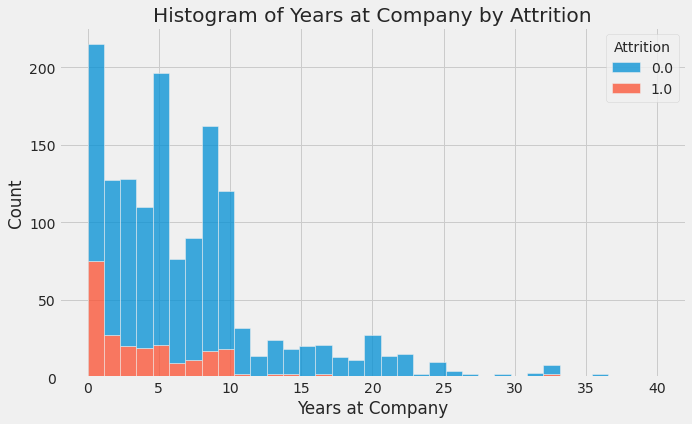 Histogram of Years at Company by Attrition
Attrition
0.0
1.0
Count
200
150
100
50
0
0 5 10 15 20 25 30 35 40
Years at Company